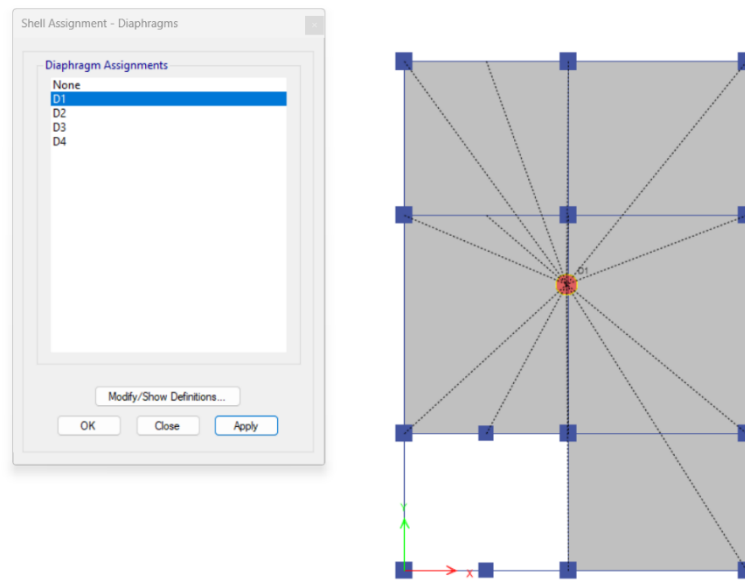 Shell Assignment - Diaphragms
x
Diaphragm Assignments
None
D1
D2
D3
D4
Modify/Show Definitions...
OK Close Apply
D1
Y
X